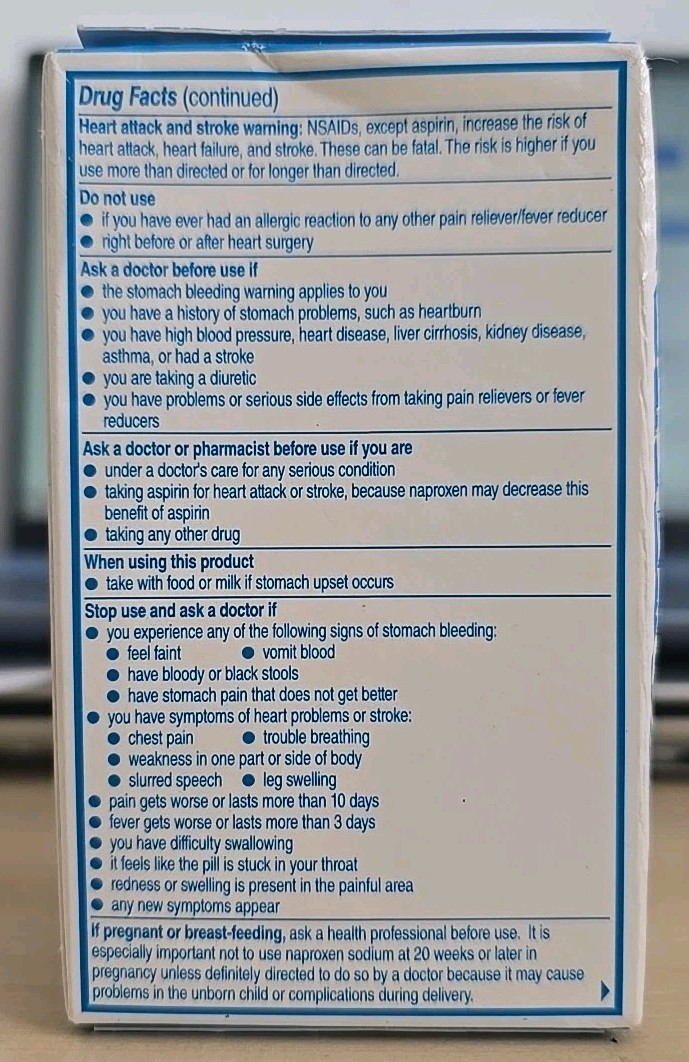 Drug Facts (continued)
Heart attack and stroke warning: NSAIDs, except aspirin, increase the risk of
heart attack, heart failure, and stroke. These can be fatal. The risk is higher if you
use more than directed or for longer than directed.
Do not use
● if you have ever had an allergic reaction to any other pain reliever/fever reducer
● right before or after heart surgery
Ask a doctor before use if
● the stomach bleeding warning applies to you
● you have a history of stomach problems, such as heartburn
● you have high blood pressure, heart disease, liver cirrhosis, kidney disease,
asthma, or had a stroke
● you are taking a diuretic
● you have problems or serious side effects from taking pain relievers or fever
reducers
Ask a doctor or pharmacist before use if you are
● under a doctor's care for any serious condition
● taking aspirin for heart attack or stroke, because naproxen may decrease this
benefit of aspirin
● taking any other drug
When using this product
● take with food or milk if stomach upset occurs
Stop use and ask a doctor if
● you experience any of the following signs of stomach bleeding:
● feel faint ● vomit blood
● have bloody or black stools
● have stomach pain that does not get better
● you have symptoms of heart problems or stroke:
● chest pain ● trouble breathing
● weakness in one part or side of body
● slurred speech ● leg swelling
● pain gets worse or lasts more than 10 days
● fever gets worse or lasts more than 3 days
● you have difficulty swallowing
● it feels like the pill is stuck in your throat
● redness or swelling is present in the painful area
● any new symptoms appear
If pregnant or breast-feeding, ask a health professional before use. It is
especially important not to use naproxen sodium at 20 weeks or later in
pregnancy unless definitely directed to do so by a doctor because it may cause
problems in the unborn child or complications during delivery.